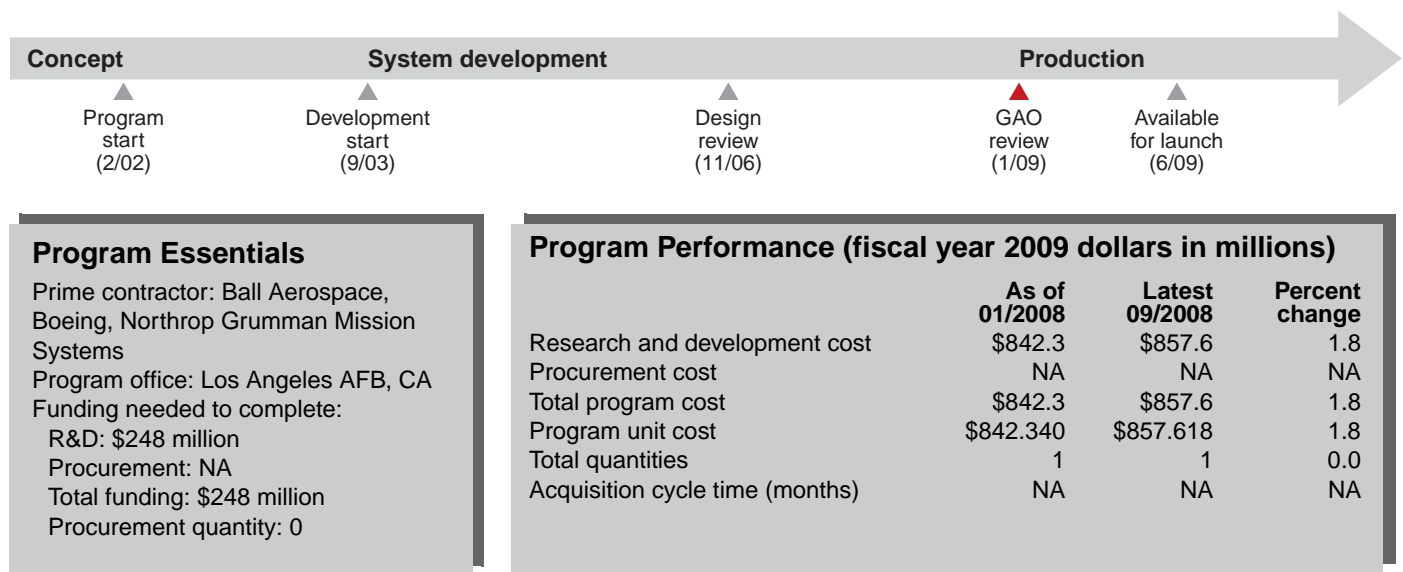 Concept System development Production
Program start (2/02)
Development start (9/03)
Design review (11/06)
GAO review (1/09)
Available for launch (6/09)
Program Essentials
Prime contractor: Ball Aerospace,
Boeing, Northrop Grumman Mission
Systems
Program office: Los Angeles AFB, CA
Funding needed to complete:
R&D: $248 million
Procurement: NA
Total funding: $248 million
Procurement quantity: 0
Program Performance (fiscal year 2009 dollars in millions)
As of 01/2008 Latest 09/2008 Percent change
Research and development cost $842.3 $857.6 1.8
Procurement cost NA NA NA
Total program cost $842.3 $857.6 1.8
Program unit cost $842.340 $857.618 1.8
Total quantities 1 1 0.0
Acquisition cycle time (months) NA NA NA